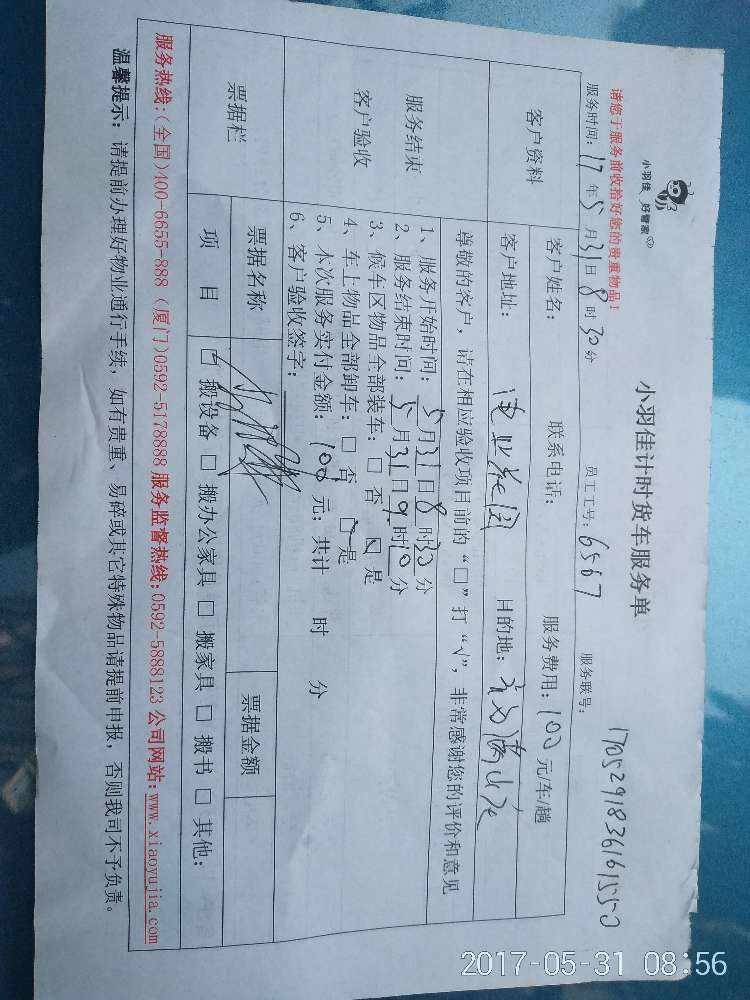 小羽佳 好管家
小羽佳计时货车服务单
1705291836161550
请您于服务前收拾好您的贵重物品!
服务时间: 17 年 5 月 31 日 8 时 30 分 员工工号: 6567 服务联号:
客户资料
客户姓名: 联系电话: 服务费用: 100 元/车/趟
客户地址: 目的地:
服务结束
客户验收
尊敬的客户, 请在相应验收项目前的 “□” 打 “√”, 非常感谢您的评价和意见
1、服务开始时间: 5 月 31 日 8 时 30 分
2、服务结束时间: 5 月 31 日 9 时 10 分
3、候车区物品全部装车: □ 否 ☑ 是
4、车上物品全部卸车: □ 否 ☑ 是
5、本次服务实付金额: 100 元; 共计 时 分
6、客户验收签字:
票据栏
票据名称 票据金额
项 目 □ 搬设备 □ 搬办公家具 □ 搬家具 □ 搬书 □ 其他:
服务热线:(全国)400-6655-888 (厦门)0592-5178888 服务监督热线:0592-5888123 公司网站:www.xiaoyujia.com
温馨提示: 请提前办理好物业通行手续, 如有贵重、易碎或其它特殊物品请提前申报, 否则我司不予负责。
2017-05-31 08:56